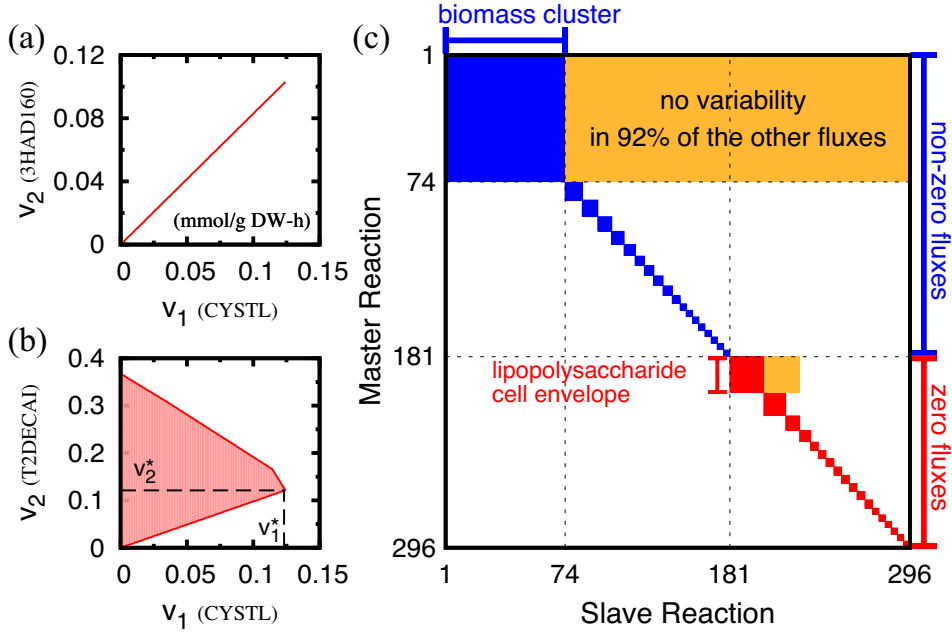 (a)
0.12
0.08
0.04
0
v2 (3HAD160)
(mmol/g DW-h)
0 0.05 0.10 0.15
v1 (CYSTL)
(b)
0.4
0.3
0.2
0.1
0
v2 (T2DECAI)
v2*
v1*
0 0.05 0.10 0.15
v1 (CYSTL)
(c)
biomass cluster
1
74
181
296
Master Reaction
no variability
in 92% of the other fluxes
lipopolysaccharide
cell envelope
non-zero fluxes
zero fluxes
1 74 181 296
Slave Reaction